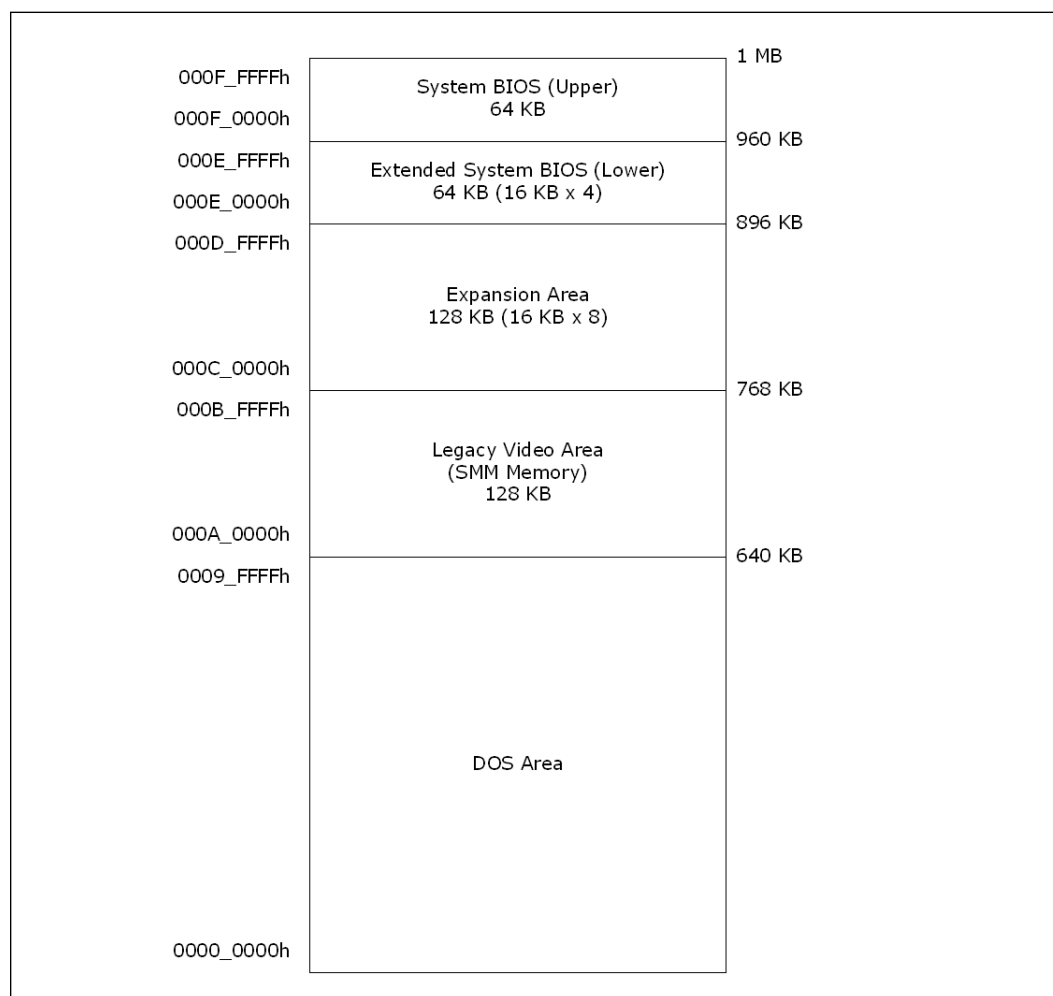 1 MB
000F_FFFFh
System BIOS (Upper)
64 KB
000F_0000h
960 KB
000E_FFFFh
Extended System BIOS (Lower)
64 KB (16 KB x 4)
000E_0000h
896 KB
000D_FFFFh
Expansion Area
128 KB (16 KB x 8)
000C_0000h
768 KB
000B_FFFFh
Legacy Video Area
(SMM Memory)
128 KB
000A_0000h
640 KB
0009_FFFFh
DOS Area
0000_0000h